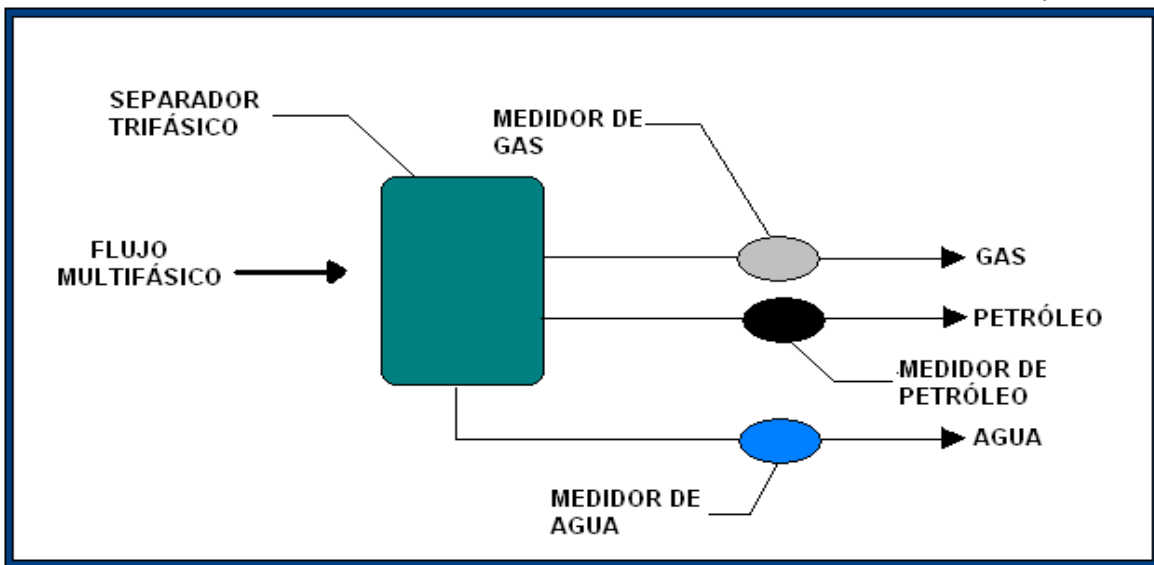 SEPARADOR
TRIFÁSICO
MEDIDOR DE
GAS
FLUJO
MULTIFÁSICO
GAS
PETRÓLEO
MEDIDOR DE
PETRÓLEO
AGUA
MEDIDOR DE
AGUA